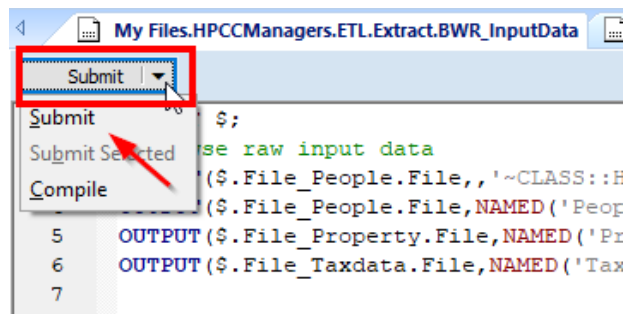 My Files.HPCCManagers.ETL.Extract.BWR_InputData
Submit
Submit $;
Submit Selected se raw input data
Compile ($.File_People.File,,'~CLASS::H
($.File_People.File,NAMED('Peop
5 OUTPUT($.File_Property.File,NAMED('Pr
6 OUTPUT($.File_Taxdata.File,NAMED('Tax
7